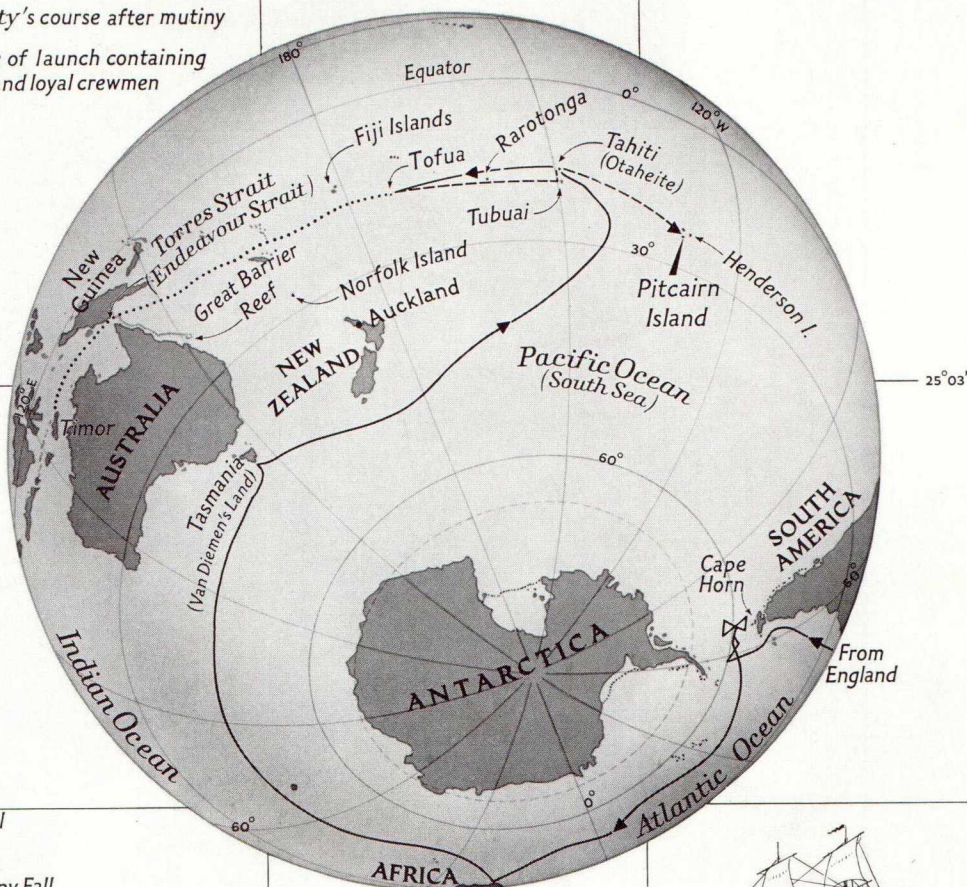 ty's course after mutiny
of launch containing
nd loyal crewmen
180°
Equator
0°
120°W
Fiji Islands
Tofua
Rarotonga
Tahiti
(Otaheite)
Tubuai
Torres Strait
(Endeavour Strait)
New
Guinea
Great Barrier
Reef
Norfolk Island
Auckland
30°
Henderson I.
Pitcairn
Island
NEW
ZEALAND
Pacific Ocean
(South Sea)
25°03'
120°E
Timor
AUSTRALIA
Tasmania
(Van Diemen's Land)
60°
SOUTH
AMERICA
Cape
Horn
60°
From
England
ANTARCTICA
Indian Ocean
Atlantic Ocean
0°
60°
AFRICA